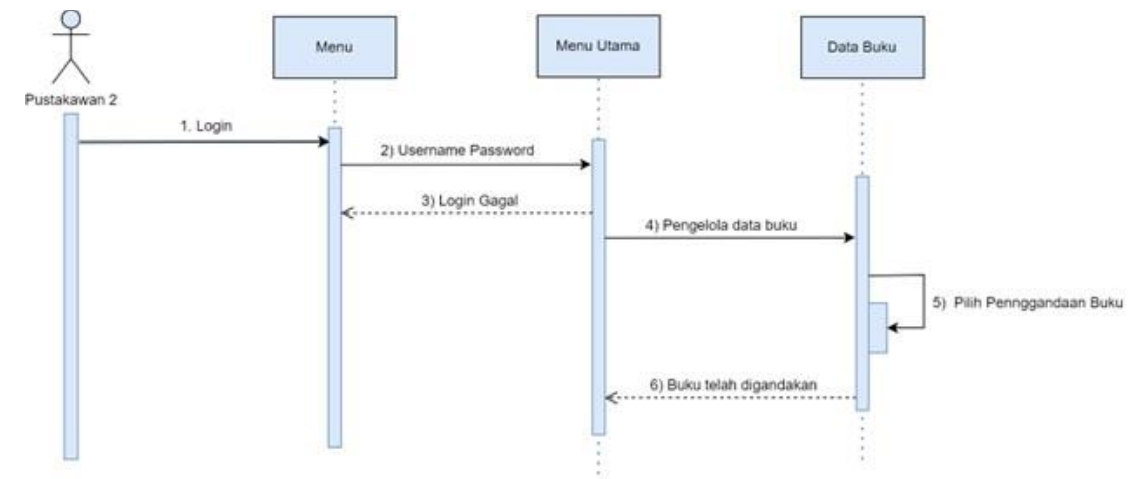 Pustakawan 2
Menu
Menu Utama
Data Buku
1. Login
2) Username Password
3) Login Gagal
4) Pengelola data buku
5) Pilih Pennggandaan Buku
6) Buku telah digandakan